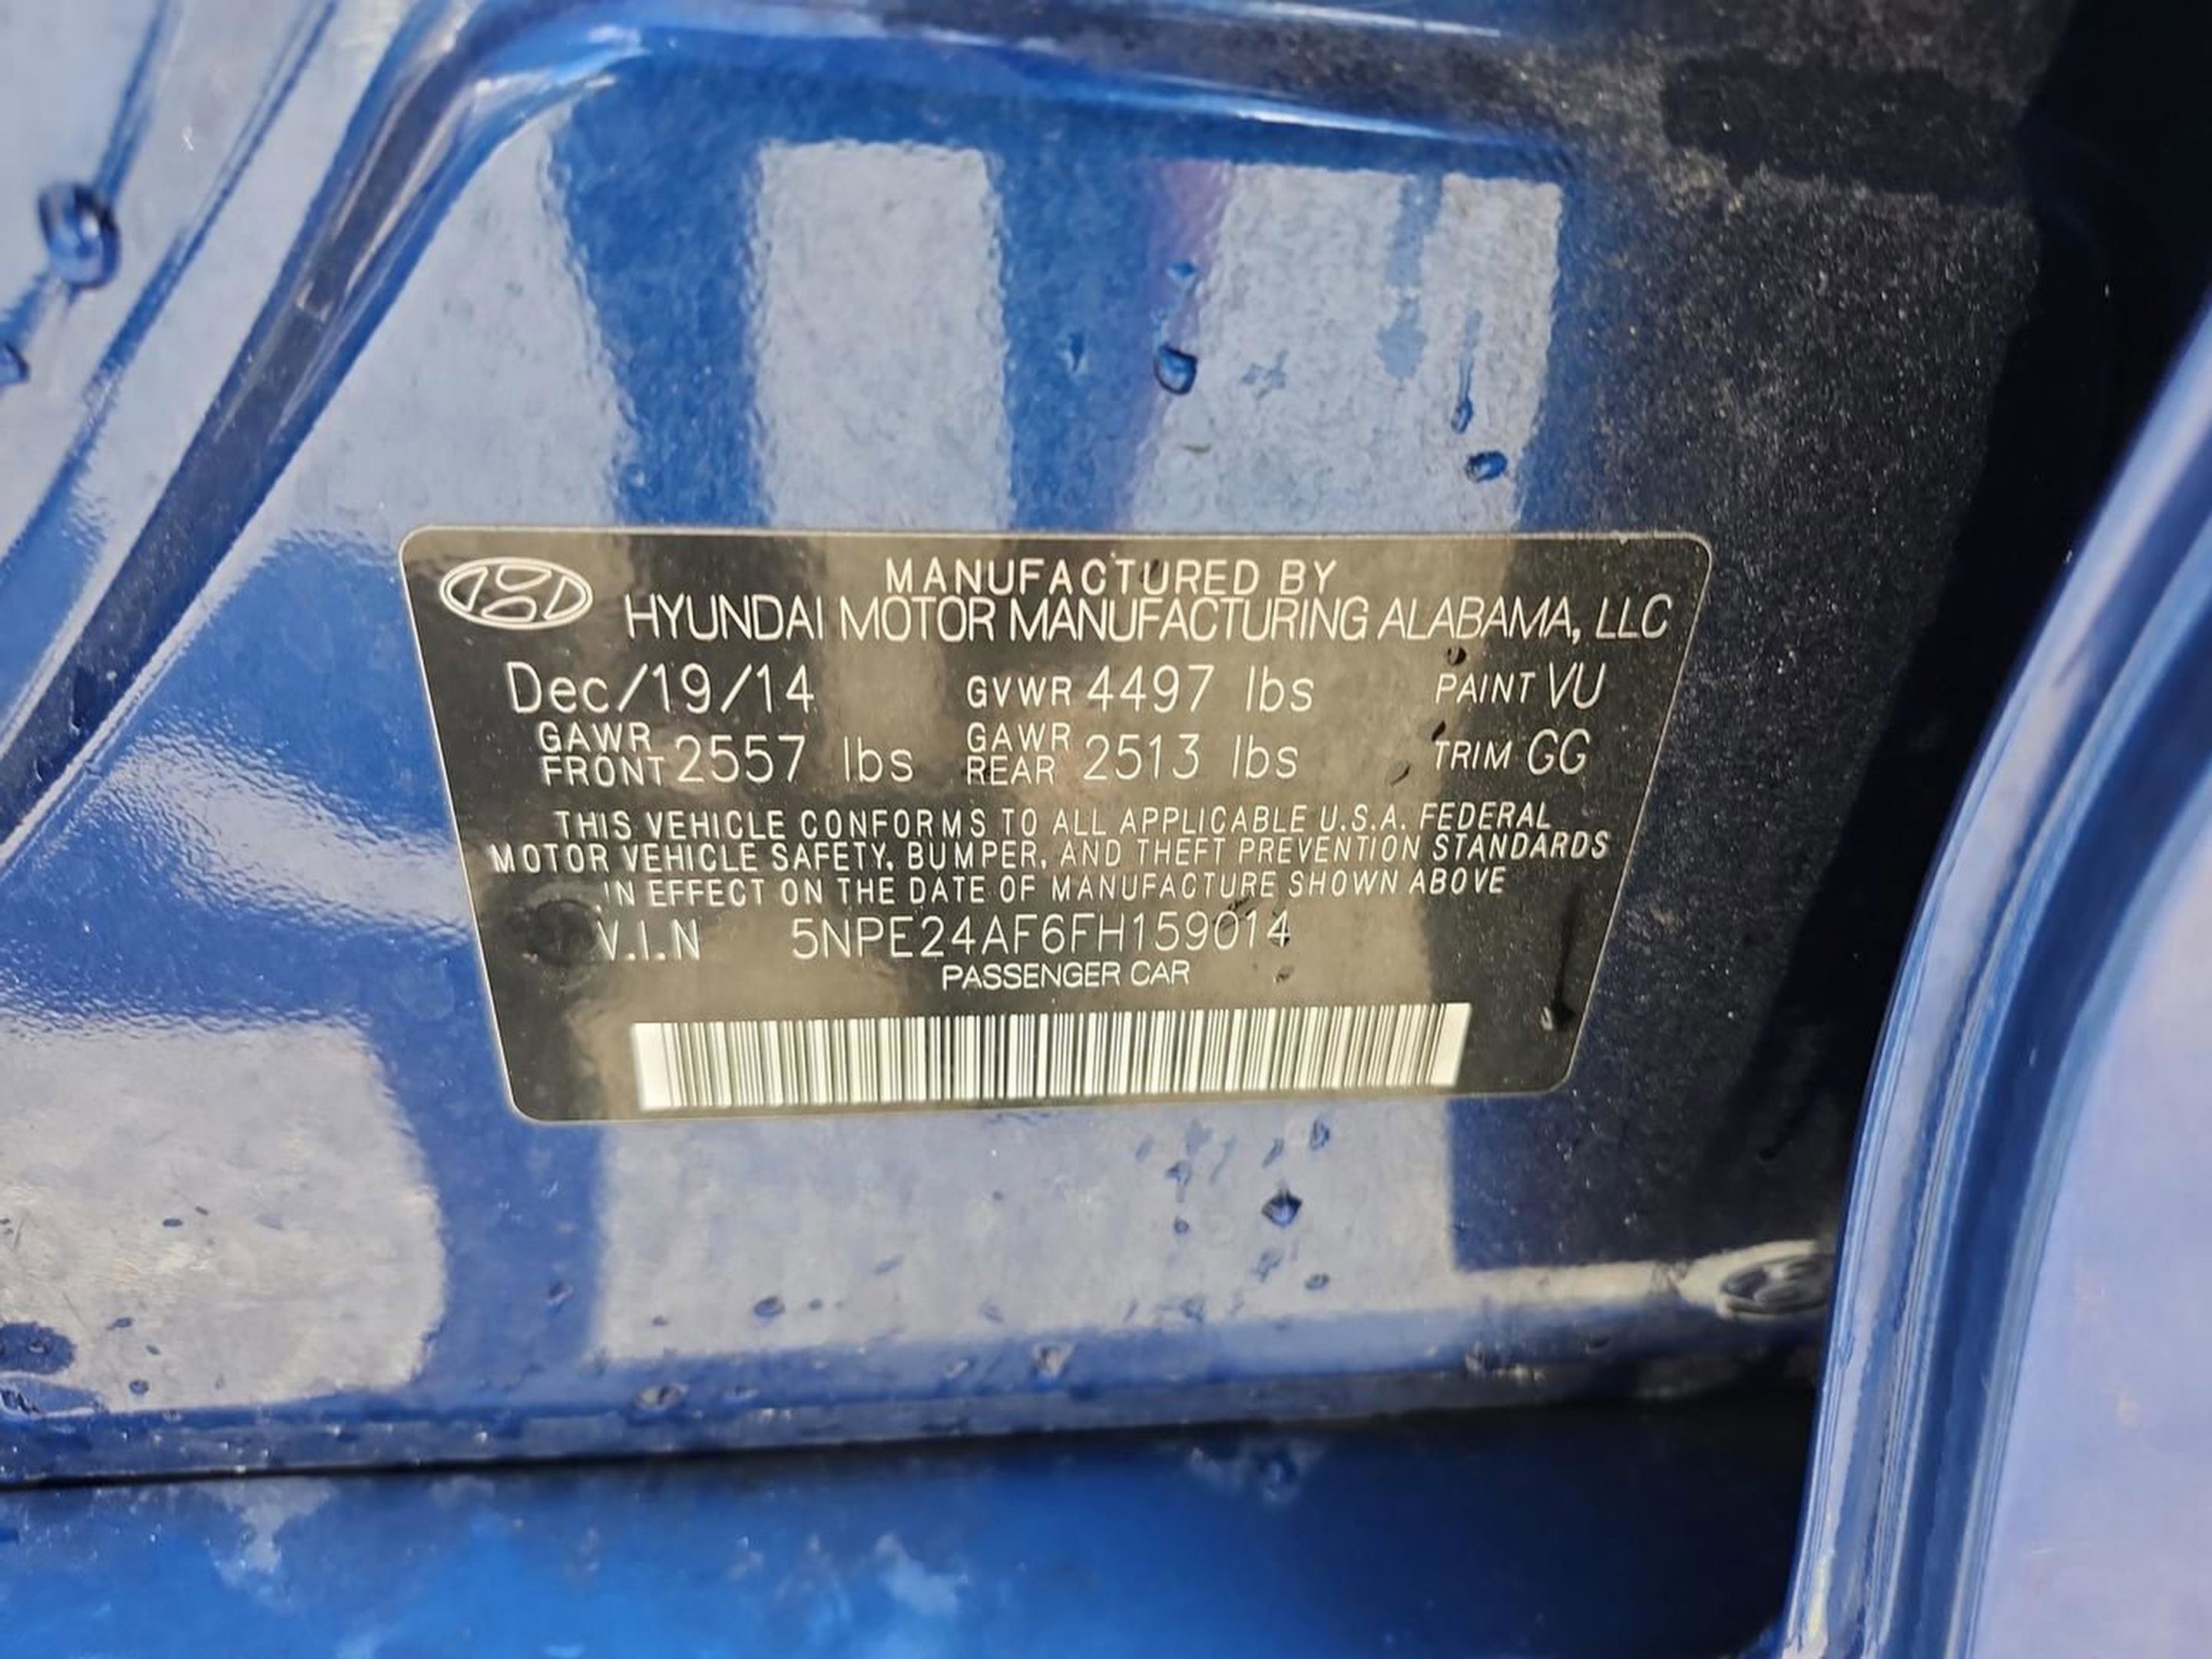 MANUFACTURED BY
HYUNDAI MOTOR MANUFACTURING ALABAMA, LLC
Dec/19/14 GVWR 4497 lbs PAINT VU
GAWR FRONT 2557 lbs GAWR REAR 2513 lbs TRIM GG
THIS VEHICLE CONFORMS TO ALL APPLICABLE U.S.A. FEDERAL
MOTOR VEHICLE SAFETY, BUMPER, AND THEFT PREVENTION STANDARDS
IN EFFECT ON THE DATE OF MANUFACTURE SHOWN ABOVE
V.I.N 5NPE24AF6FH159014
PASSENGER CAR